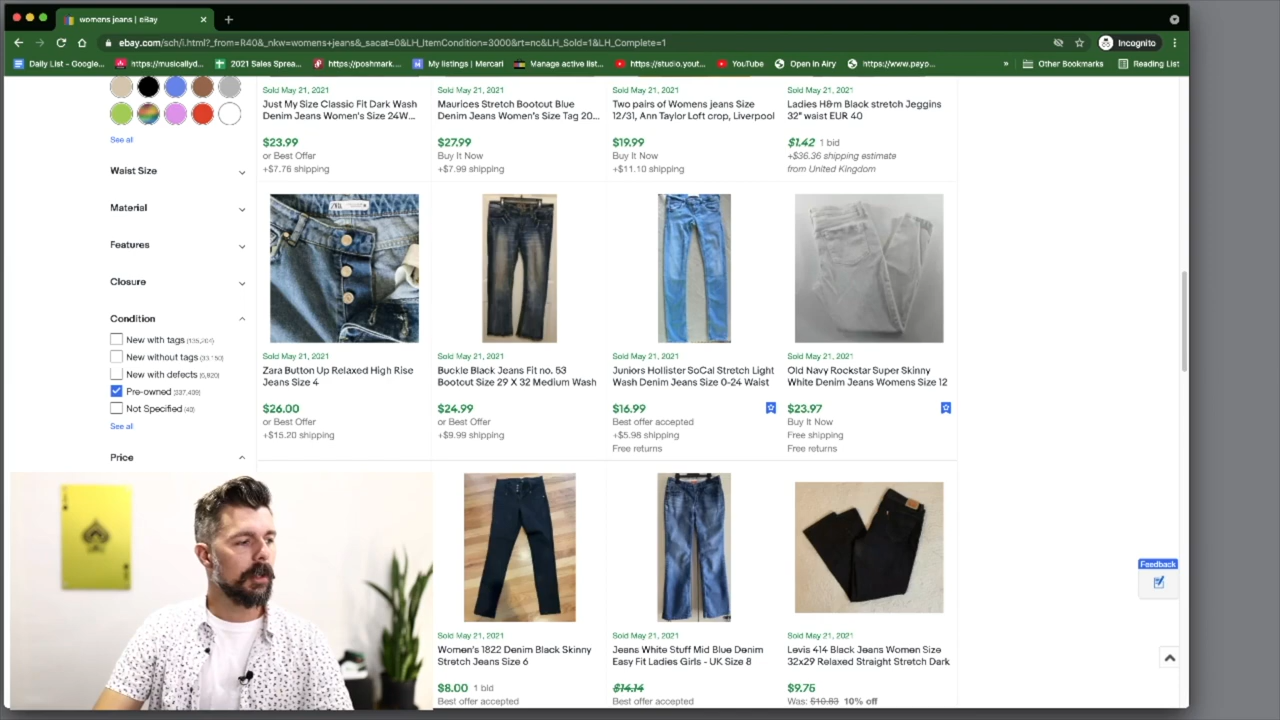 womens jeans | eBay
ebay.com/sch/i.html?_from=R40&_nkw=womens+jeans&_sacat=0&LH_ItemCondition=3000&rt=nc&LH_Sold=1&LH_Complete=1
Incognito
Daily List - Google...
https://musicallyd...
2021 Sales Sprea...
https://poshmark....
My listings | Mercari
Manage active list...
https://studio.yout...
YouTube
Open in Airy
https://www.payp...
»
Other Bookmarks
Reading List
See all
Waist Size
Material
Features
Closure
Condition
New with tags
New without tags
New with defects
Pre-owned
Not Specified
See all
Price
Just My Size Classic Fit Dark Wash
Denim Jeans Women's Size 24W...
$23.99
or Best Offer
+$7.76 shipping
Maurices Stretch Bootcut Blue
Denim Jeans Women's Size Tag 20...
$27.99
Buy It Now
+$7.99 shipping
Two pairs of Womens jeans Size
12/31, Ann Taylor Loft crop, Liverpool
$19.99
Buy It Now
+$11.10 shipping
Ladies H&m Black stretch Jeggins
32" waist EUR 40
$1.42 1 bid
+$36.36 shipping estimate
from United Kingdom
ZARA
Sold May 21, 2021
Zara Button Up Relaxed High Rise
Jeans Size 4
$26.00
or Best Offer
+$15.20 shipping
Sold May 21, 2021
Buckle Black Jeans Fit no. 53
Bootcut Size 29 X 32 Medium Wash
$24.99
or Best Offer
+$9.99 shipping
Sold May 21, 2021
Juniors Hollister SoCal Stretch Light
Wash Denim Jeans Size 0-24 Waist
$16.99
Best offer accepted
+$5.98 shipping
Free returns
Sold May 21, 2021
Old Navy Rockstar Super Skinny
White Denim Jeans Womens Size 12
$23.97
Buy It Now
Free shipping
Free returns
Sold May 21, 2021
Women's 1822 Denim Black Skinny
Stretch Jeans Size 6
$8.00 1 bid
Best offer accepted
Sold May 21, 2021
Jeans White Stuff Mid Blue Denim
Easy Fit Ladies Girls - UK Size 8
$14.14
Best offer accepted
Sold May 21, 2021
Levis 414 Black Jeans Women Size
32x29 Relaxed Straight Stretch Dark
$9.75
Was: $10.83 10% off
Feedback